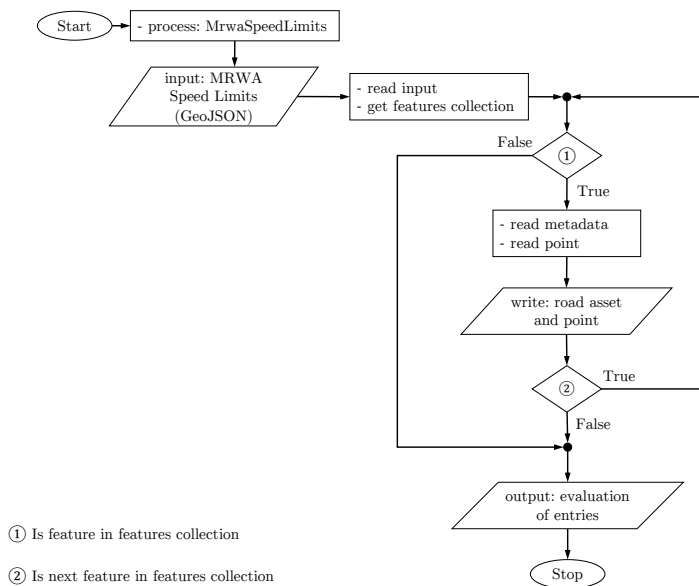 Start
- process: MrwaSpeedLimits
input: MRWA
Speed Limits
(GeoJSON)
- read input
- get features collection
False
①
True
- read metadata
- read point
write: road asset
and point
②
True
False
output: evaluation
of entries
Stop
① Is feature in features collection
② Is next feature in features collection